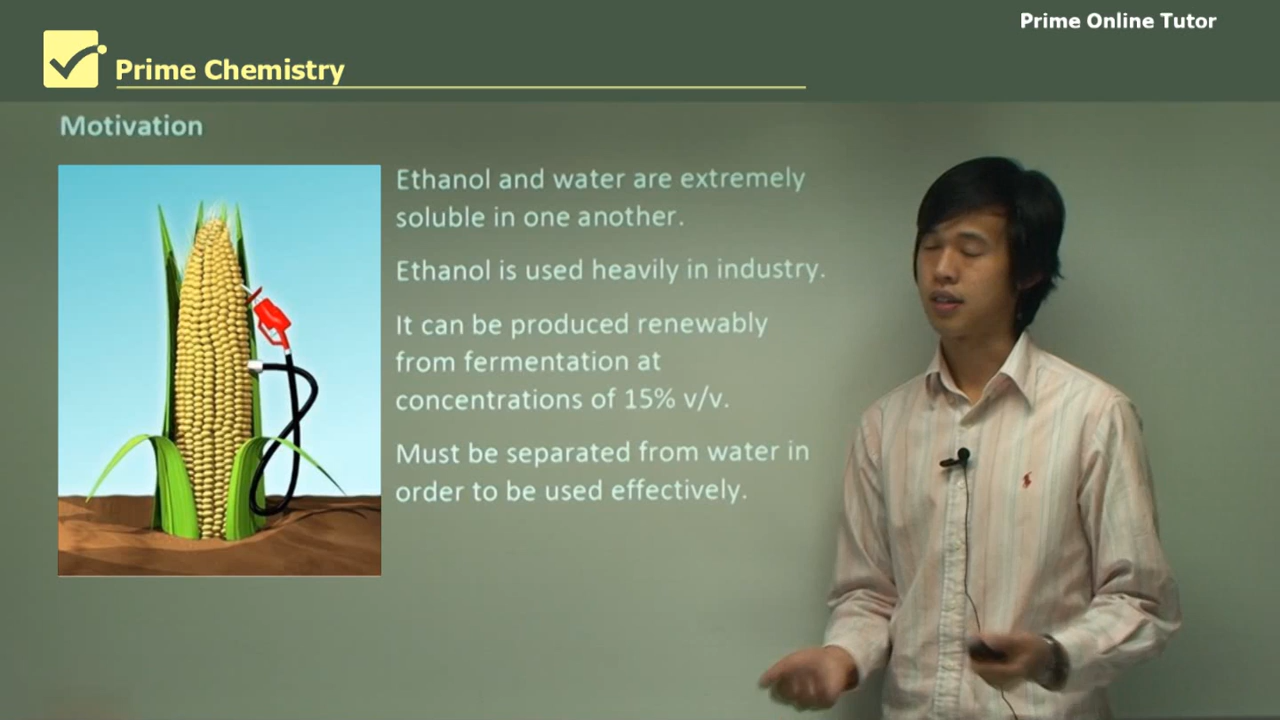 Prime Online Tutor
Prime Chemistry
Motivation
Ethanol and water are extremely
soluble in one another.
Ethanol is used heavily in industry.
It can be produced renewably
from fermentation at
concentrations of 15% v/v.
Must be separated from water in
order to be used effectively.